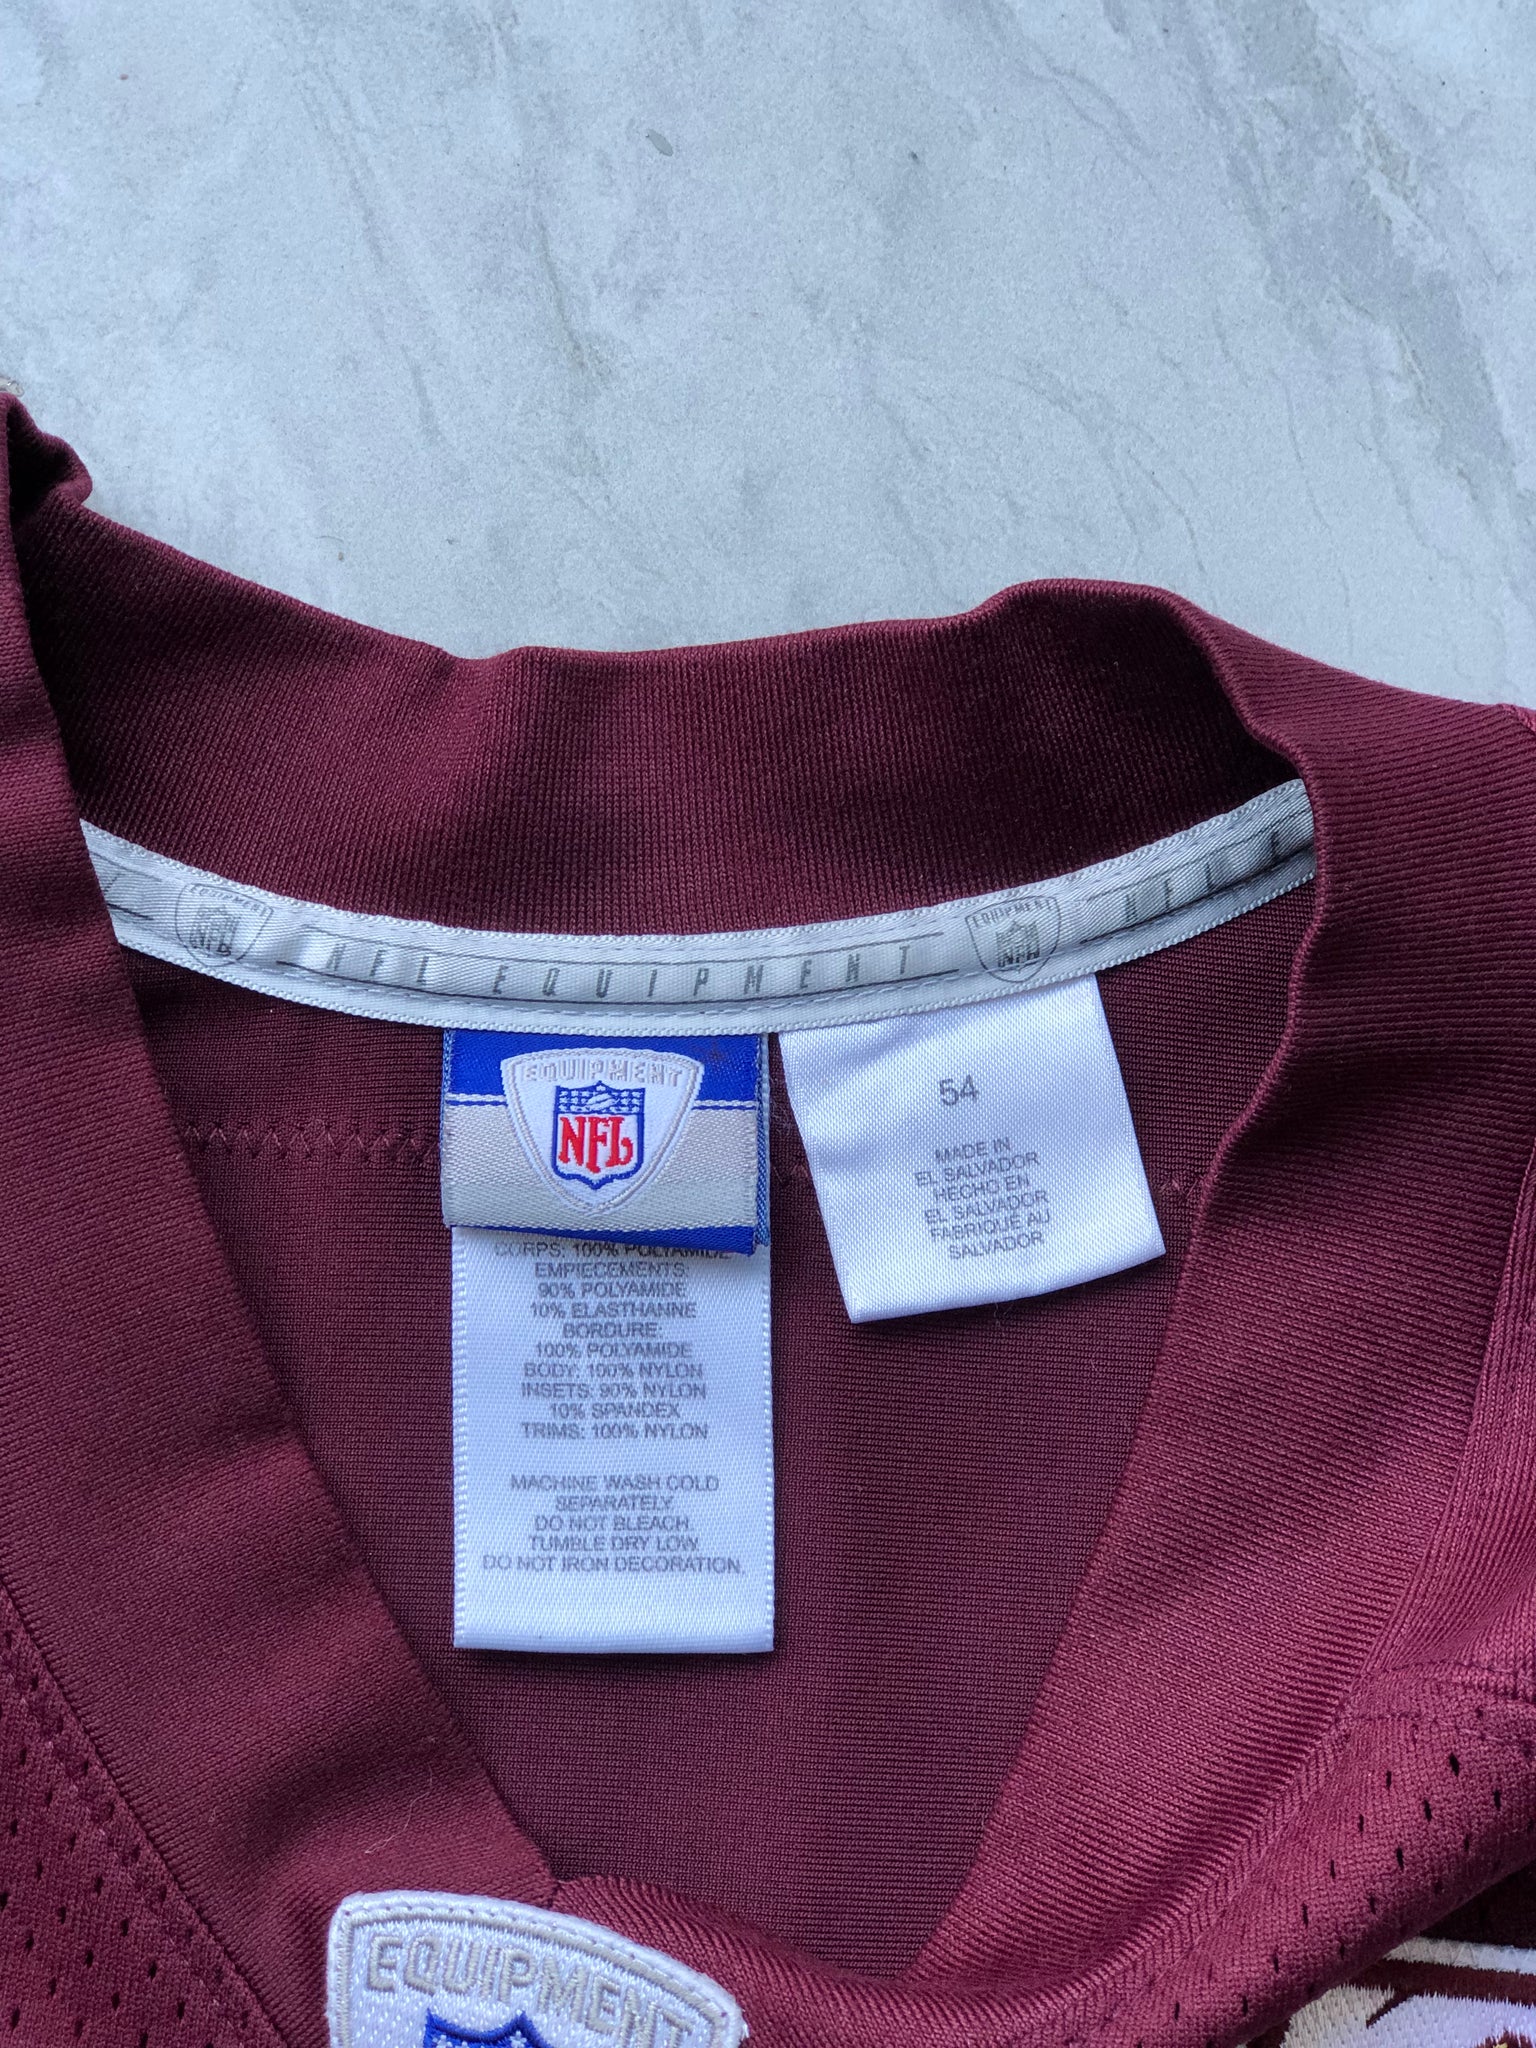 EQUIPMENT
NFL
NFL EQUIPMENT
EQUIPMENT
NFL
NFL E
EQUIPMENT
NFL
CORPS: 100% POLYAMIDE
EMPIECEMENTS:
90% POLYAMIDE
10% ELASTHANNE
BORDURE:
100% POLYAMIDE
BODY: 100% NYLON
INSETS: 90% NYLON
10% SPANDEX
TRIMS: 100% NYLON
MACHINE WASH COLD
SEPARATELY.
DO NOT BLEACH.
TUMBLE DRY LOW.
DO NOT IRON DECORATION.
54
MADE IN
EL SALVADOR
HECHO EN
EL SALVADOR
FABRIQUÉ AU
SALVADOR
EQUIPMENT